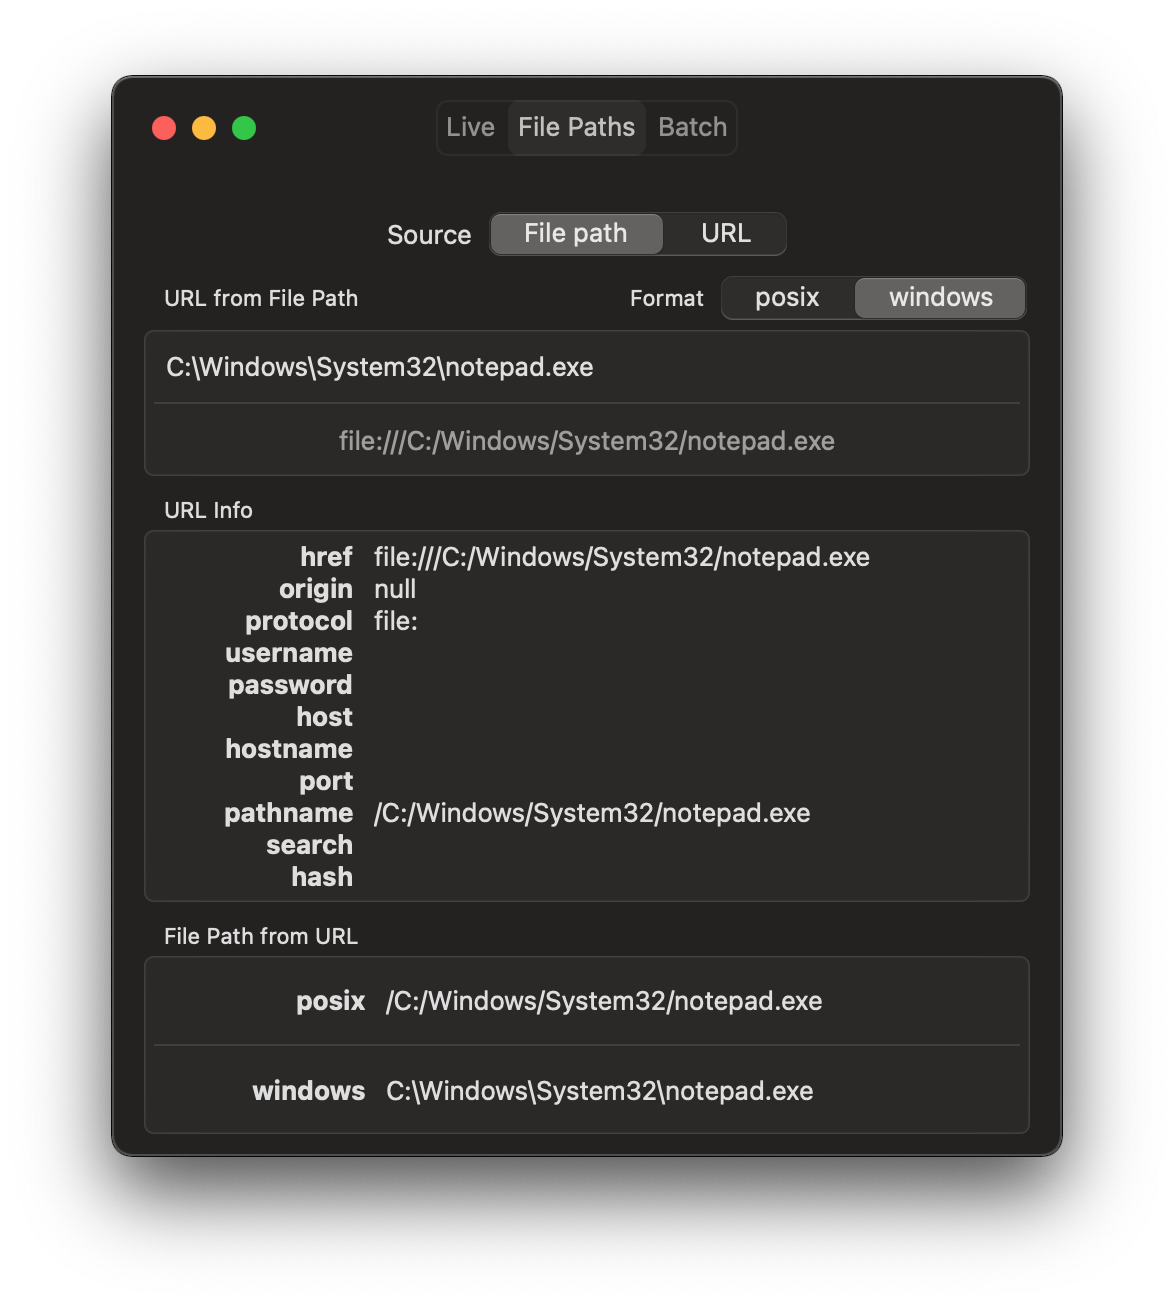 Live File Paths Batch
Source File path URL
URL from File Path Format posix windows
C:\Windows\System32\notepad.exe
file:///C:/Windows/System32/notepad.exe
URL Info
href file:///C:/Windows/System32/notepad.exe
origin null
protocol file:
username
password
host
hostname
port
pathname /C:/Windows/System32/notepad.exe
search
hash
File Path from URL
posix /C:/Windows/System32/notepad.exe
windows C:\Windows\System32\notepad.exe